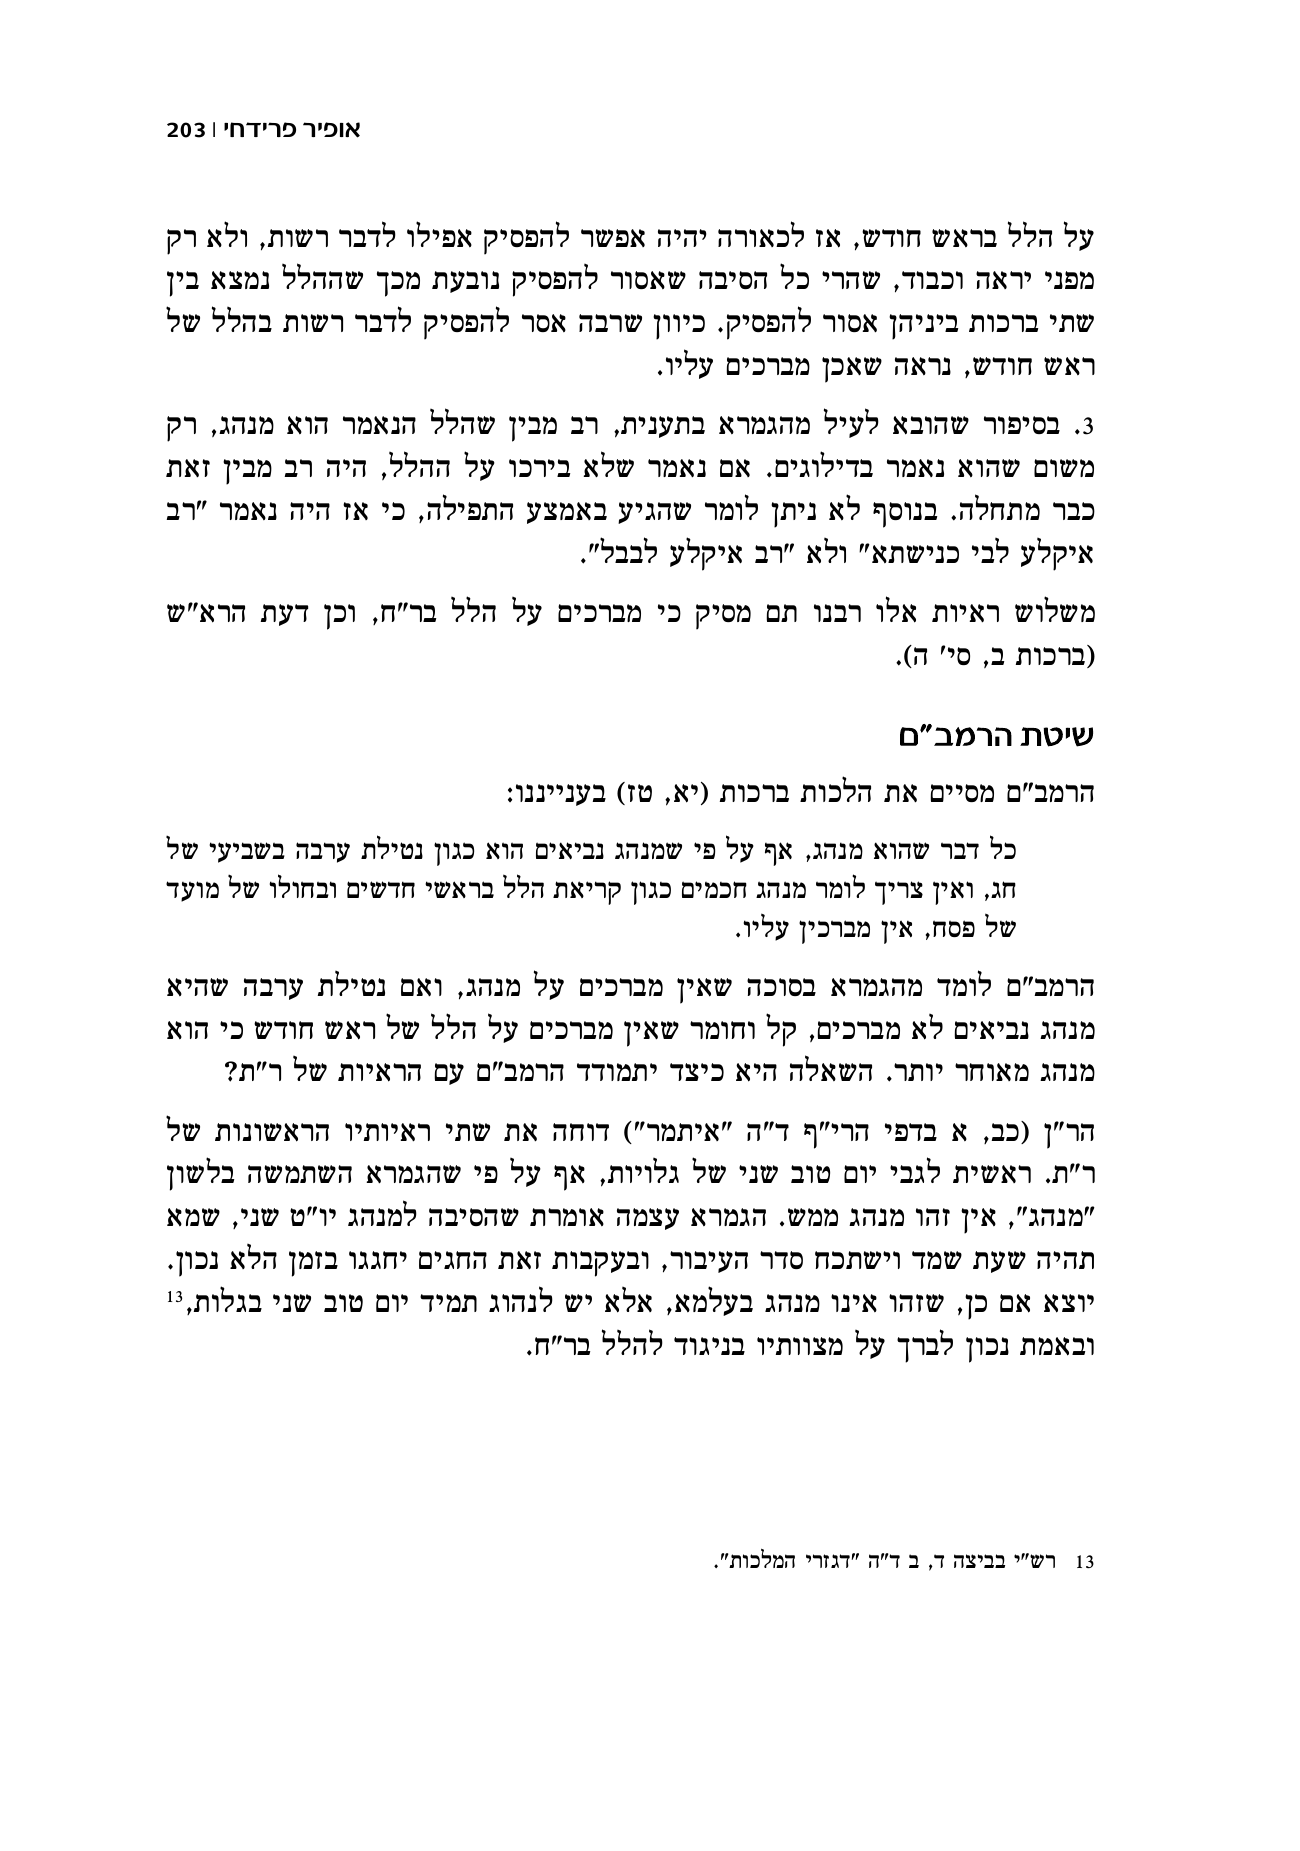 אופיר פרידחי | 203
על הלל בראש חודש, אז לכאורה יהיה אפשר להפסיק אפילו לדבר רשות, ולא רק
מפני יראה וכבוד, שהרי כל הסיבה שאסור להפסיק נובעת מכך שההלל נמצא בין
שתי ברכות ביניהן אסור להפסיק. כיוון שרבה אסר להפסיק לדבר רשות בהלל של
ראש חודש, נראה שאכן מברכים עליו.
3. בסיפור שהובא לעיל מהגמרא בתענית, רב מבין שהלל הנאמר הוא מנהג, רק
משום שהוא נאמר בדילוגים. אם נאמר שלא בירכו על ההלל, היה רב מבין זאת
כבר מתחלה. בנוסף לא ניתן לומר שהגיע באמצע התפילה, כי אז היה נאמר "רב
איקלע לבי כנישתא" ולא "רב איקלע לבבל".
משלוש ראיות אלו רבנו תם מסיק כי מברכים על הלל בר"ח, וכן דעת הרא"ש
(ברכות ב, סי' ה).
שיטת הרמב"ם
הרמב"ם מסיים את הלכות ברכות (יא, טז) בענייננו:
כל דבר שהוא מנהג, אף על פי שמנהג נביאים הוא כגון נטילת ערבה בשביעי של
חג, ואין צריך לומר מנהג חכמים כגון קריאת הלל בראשי חדשים ובחולו של מועד
של פסח, אין מברכין עליו.
הרמב"ם לומד מהגמרא בסוכה שאין מברכים על מנהג, ואם נטילת ערבה שהיא
מנהג נביאים לא מברכים, קל וחומר שאין מברכים על הלל של ראש חודש כי הוא
מנהג מאוחר יותר. השאלה היא כיצד יתמודד הרמב"ם עם הראיות של ר"ת?
הר"ן (כב, א בדפי הרי"ף ד"ה "איתמר") דוחה את שתי ראיותיו הראשונות של
ר"ת. ראשית לגבי יום טוב שני של גלויות, אף על פי שהגמרא השתמשה בלשון
"מנהג", אין זהו מנהג ממש. הגמרא עצמה אומרת שהסיבה למנהג יו"ט שני, שמא
תהיה שעת שמד וישתכח סדר העיבור, ובעקבות זאת החגים יחגגו בזמן הלא נכון.
יוצא אם כן, שזהו אינו מנהג בעלמא, אלא יש לנהוג תמיד יום טוב שני בגלות,13
ובאמת נכון לברך על מצוותיו בניגוד להלל בר"ח.
13 רש"י בביצה ד, ב ד"ה "דגזרי המלכות".